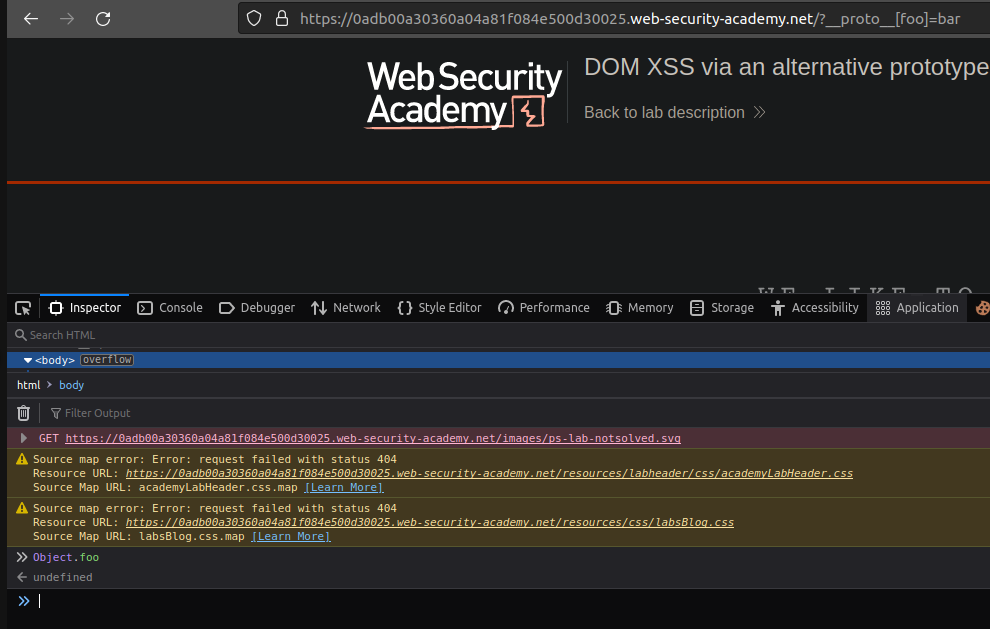 https://0adb00a30360a04a81f084e500d30025.web-security-academy.net/?__proto__[foo]=bar
Web Security
Academy
DOM XSS via an alternative prototype
Back to lab description
WE LIKE TO
Inspector Console Debugger Network Style Editor Performance Memory Storage Accessibility Application
Search HTML
<body> overflow
html > body
Filter Output
GET https://0adb00a30360a04a81f084e500d30025.web-security-academy.net/images/ps-lab-notsolved.svg
Source map error: Error: request failed with status 404
Resource URL: https://0adb00a30360a04a81f084e500d30025.web-security-academy.net/resources/labheader/css/academyLabHeader.css
Source Map URL: academyLabHeader.css.map [Learn More]
Source map error: Error: request failed with status 404
Resource URL: https://0adb00a30360a04a81f084e500d30025.web-security-academy.net/resources/css/labsBlog.css
Source Map URL: labsBlog.css.map [Learn More]
Object.foo
undefined